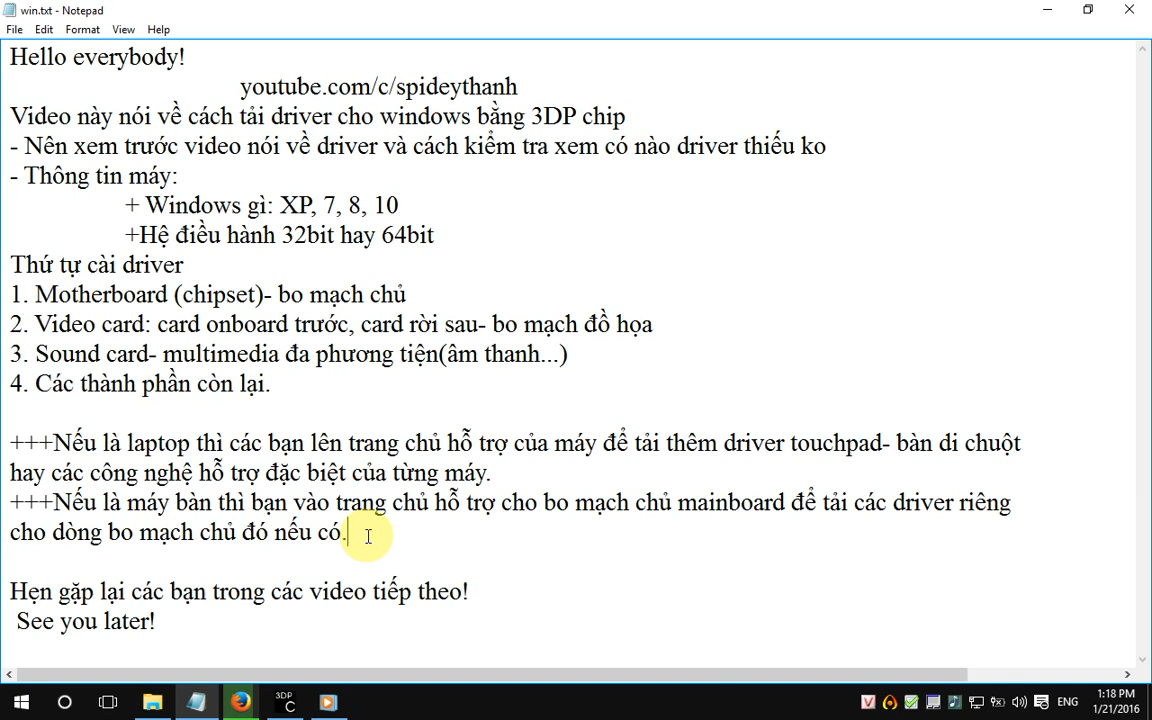 win.txt - Notepad
File Edit Format View Help
Hello everybody!
youtube.com/c/spideythanh
Video này nói về cách tải driver cho windows bằng 3DP chip
- Nên xem trước video nói về driver và cách kiểm tra xem có nào driver thiếu ko
- Thông tin máy:
+ Windows gì: XP, 7, 8, 10
+Hệ điều hành 32bit hay 64bit
Thứ tự cài driver
1. Motherboard (chipset)- bo mạch chủ
2. Video card: card onboard trước, card rời sau- bo mạch đồ họa
3. Sound card- multimedia đa phương tiện(âm thanh...)
4. Các thành phần còn lại.
+++Nếu là laptop thì các bạn lên trang chủ hỗ trợ của máy để tải thêm driver touchpad- bàn di chuột
hay các công nghệ hỗ trợ đặc biệt của từng máy.
+++Nếu là máy bàn thì bạn vào trang chủ hỗ trợ cho bo mạch chủ mainboard để tải các driver riêng
cho dòng bo mạch chủ đó nếu có.
Hẹn gặp lại các bạn trong các video tiếp theo!
See you later!
3DP
C
ENG
1:18 PM
1/21/2016